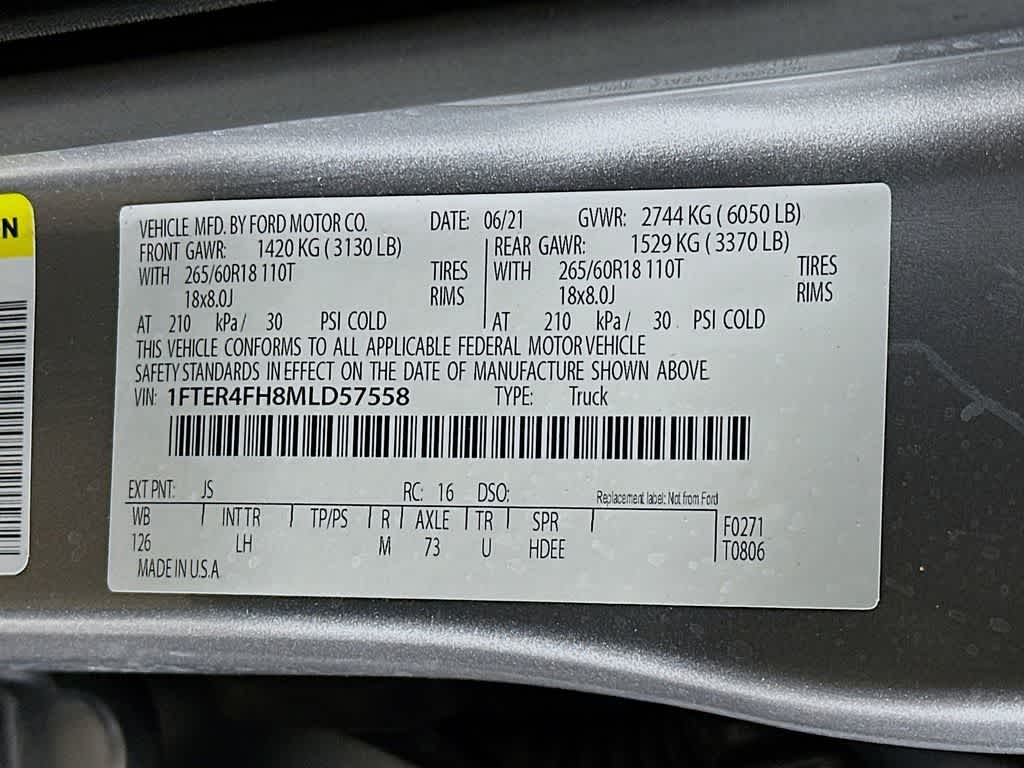 N
VEHICLE MFD. BY FORD MOTOR CO. DATE: 06/21 GVWR: 2744 KG ( 6050 LB)
FRONT GAWR: 1420 KG ( 3130 LB) REAR GAWR: 1529 KG ( 3370 LB)
WITH 265/60R18 110T TIRES WITH 265/60R18 110T TIRES
18x8.0J RIMS 18x8.0J RIMS
AT 210 kPa/ 30 PSI COLD AT 210 kPa/ 30 PSI COLD
THIS VEHICLE CONFORMS TO ALL APPLICABLE FEDERAL MOTOR VEHICLE
SAFETY STANDARDS IN EFFECT ON THE DATE OF MANUFACTURE SHOWN ABOVE.
VIN: 1FTER4FH8MLD57558 TYPE: Truck
EXT PNT: JS RC: 16 DSO: Replacement label: Not from Ford
WB INT TR TP/PS R AXLE TR SPR F0271
126 LH M 73 U HDEE T0806
MADE IN U.S.A